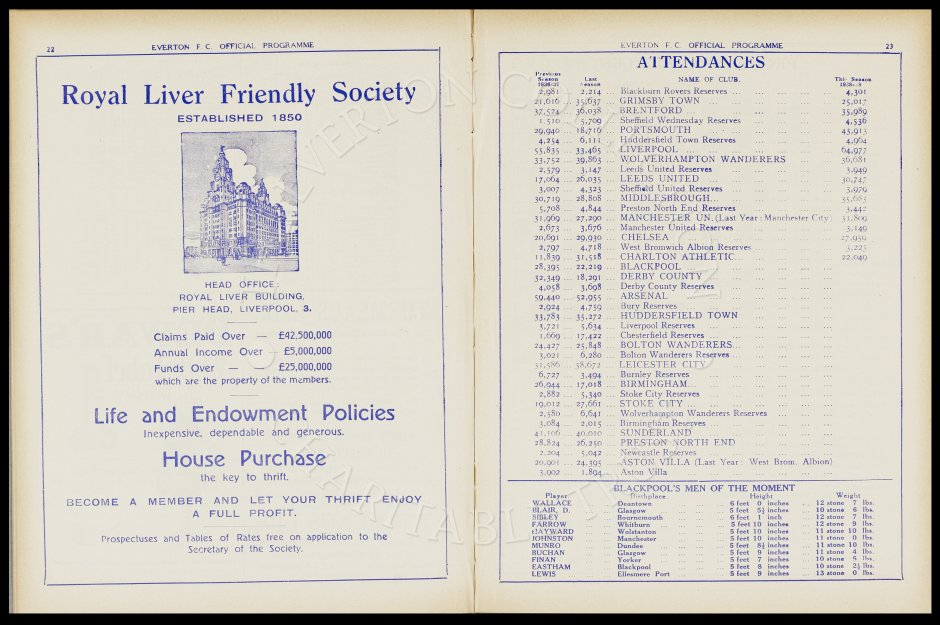 22
EVERTON F.C. OFFICIAL PROGRAMME
Royal Liver Friendly Society
ESTABLISHED 1850
HEAD OFFICE:
ROYAL LIVER BUILDING,
PIER HEAD, LIVERPOOL, 3.
Claims Paid Over — £42,500,000
Annual Income Over — £5,000,000
Funds Over — £25,000,000
which are the property of the members.
Life and Endowment Policies
Inexpensive, dependable and generous.
House Purchase
the key to thrift.
BECOME A MEMBER AND LET YOUR THRIFT ENJOY
A FULL PROFIT.
Prospectuses and Tables of Rates free on application to the
Secretary of the Society.
EVERTON F.C. OFFICIAL PROGRAMME
23
ATTENDANCES
Previous Season Last Season NAME OF CLUB. This Season
2,981 ... 2,214 ... Blackburn Rovers Reserves ... 4,301
21,616 ... 35,637 ... GRIMSBY TOWN ... 25,017
37,524 ... 36,038 ... BRENTFORD ... 35,989
1,510 ... 5,709 ... Sheffield Wednesday Reserves ... 4,536
29,940 ... 18,716 ... PORTSMOUTH ... 43,913
4,254 ... 6,111 ... Huddersfield Town Reserves ... 4,964
55,835 ... 33,465 ... LIVERPOOL ... 64,977
33,752 ... 39,863 ... WOLVERHAMPTON WANDERERS ... 36,681
2,579 ... 3,147 ... Leeds United Reserves ... 3,949
17,064 ... 26,035 ... LEEDS UNITED ... 30,747
3,007 ... 4,323 ... Sheffield United Reserves ... 3,979
30,719 ... 28,808 ... MIDDLESBROUGH... 35,683
5,708 ... 4,844 ... Preston North End Reserves ... 3,442
31,969 ... 27,290 ... MANCHESTER UN. (Last Year: Manchester City) 31,809
2,673 ... 3,676 ... Manchester United Reserves ... 3,149
20,691 ... 29,930 ... CHELSEA ...
2,797 ... 4,718 ... West Bromwich Albion Reserves ... 3,225
11,839 ... 31,518 ... CHARLTON ATHLETIC... 22,049
28,395 ... 22,219 ... BLACKPOOL
32,349 ... 18,291 ... DERBY COUNTY
4,058 ... 3,698 ... Derby County Reserves
59,440 ... 52,955 ... ARSENAL
2,924 ... 4,759 ... Bury Reserves
33,783 ... 35,272 ... HUDDERSFIELD TOWN
3,721 ... 5,634 ... Liverpool Reserves
1,669 ... 17,422 ... Chesterfield Reserves
24,427 ... 25,848 ... BOLTON WANDERERS...
3,021 ... 6,280 ... Bolton Wanderers Reserves
31,586 ... 38,672 ... LEICESTER CITY
6,727 ... 3,494 ... Burnley Reserves
26,944 ... 17,018 ... BIRMINGHAM...
2,882 ... 5,340 ... Stoke City Reserves
19,012 ... 27,661 ... STOKE CITY ...
2,580 ... 6,641 ... Wolverhampton Wanderers Reserves
3,084 ... 2,015 ... Birmingham Reserves ...
41,106 ... 40,010 ... SUNDERLAND
28,824 ... 26,250 ... PRESTON NORTH END
2,204 ... 5,042 ... Newcastle Reserves
20,901 ... 24,395 ... ASTON VILLA (Last Year: West Brom. Albion)
3,902 ... 1,894 ... Aston Villa
BLACKPOOL'S MEN OF THE MOMENT
Player. Birthplace. Height Weight
WALLACE ... Deantown ... 6 feet 0 inches ... 12 stone 7 lbs.
BLAIR, D. ... Glasgow ... 5 feet 5½ inches ... 10 stone 6 lbs.
SIBLEY ... Bournemouth ... 6 feet 1 inch ... 12 stone 7 lbs.
FARROW ... Whitburn ... 5 feet 10 inches ... 12 stone 9 lbs.
HAYWARD ... Wolstanton ... 5 feet 10 inches ... 11 stone 10 lbs.
JOHNSTON ... Manchester ... 5 feet 10 inches ... 11 stone 0 lbs.
MUNRO ... Dundee ... 5 feet 8½ inches ... 11 stone 10 lbs.
BUCHAN ... Glasgow ... 5 feet 9 inches ... 11 stone 4 lbs.
FINAN ... Yorker ... 5 feet 7 inches ... 10 stone 5 lbs.
EASTHAM ... Blackpool ... 5 feet 8 inches ... 10 stone 2½ lbs.
LEWIS ... Ellesmere Port ... 5 feet 9 inches ... 13 stone 0 lbs.